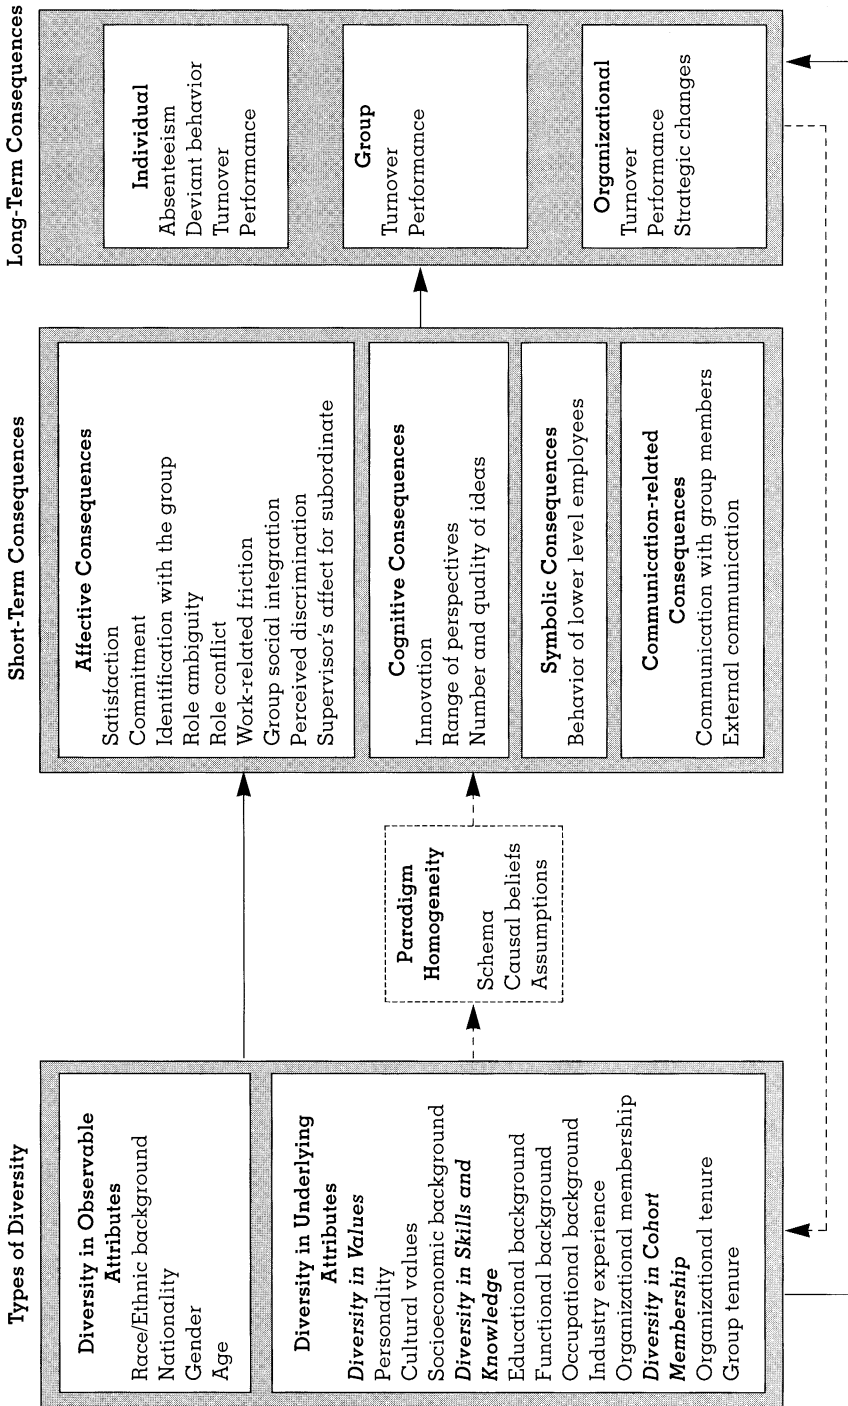 Types of Diversity
Diversity in Observable
Attributes
Race/Ethnic background
Nationality
Gender
Age
Diversity in Underlying
Attributes
Diversity in Values
Personality
Cultural values
Socioeconomic background
Diversity in Skills and
Knowledge
Educational background
Functional background
Occupational background
Industry experience
Organizational membership
Diversity in Cohort
Membership
Organizational tenure
Group tenure
Paradigm
Homogeneity
Schema
Causal beliefs
Assumptions
Short-Term Consequences
Affective Consequences
Satisfaction
Commitment
Identification with the group
Role ambiguity
Role conflict
Work-related friction
Group social integration
Perceived discrimination
Supervisor's affect for subordinate
Cognitive Consequences
Innovation
Range of perspectives
Number and quality of ideas
Symbolic Consequences
Behavior of lower level employees
Communication-related
Consequences
Communication with group members
External communication
Long-Term Consequences
Individual
Absenteeism
Deviant behavior
Turnover
Performance
Group
Turnover
Performance
Organizational
Turnover
Performance
Strategic changes